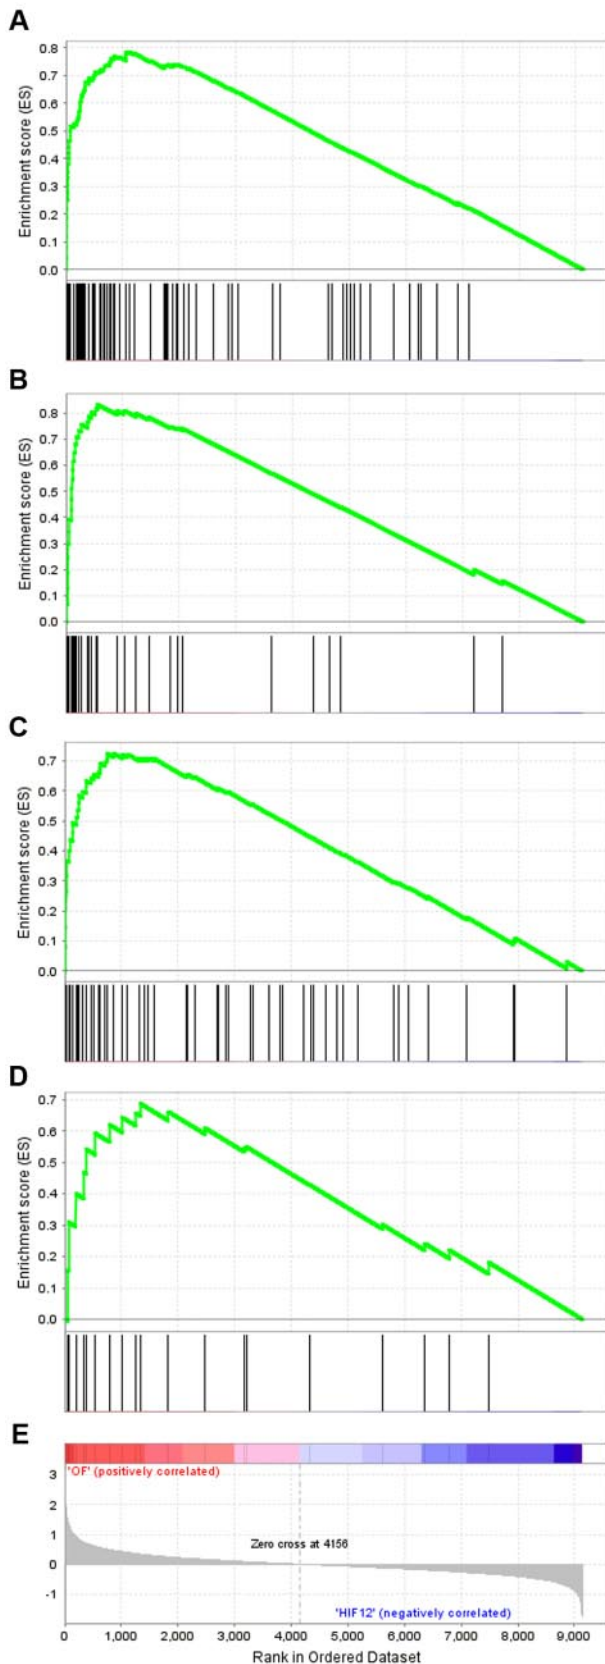 A
Enrichment score (ES)
0.8
0.7
0.6
0.5
0.4
0.3
0.2
0.1
0.0
B
Enrichment score (ES)
0.8
0.7
0.6
0.5
0.4
0.3
0.2
0.1
0.0
C
Enrichment score (ES)
0.7
0.6
0.5
0.4
0.3
0.2
0.1
0.0
D
Enrichment score (ES)
0.7
0.6
0.5
0.4
0.3
0.2
0.1
0.0
E
'OF' (positively correlated)
3
2
1
0
-1
Zero cross at 4156
'HIF12' (negatively correlated)
0 1,000 2,000 3,000 4,000 5,000 6,000 7,000 8,000 9,000
Rank in Ordered Dataset